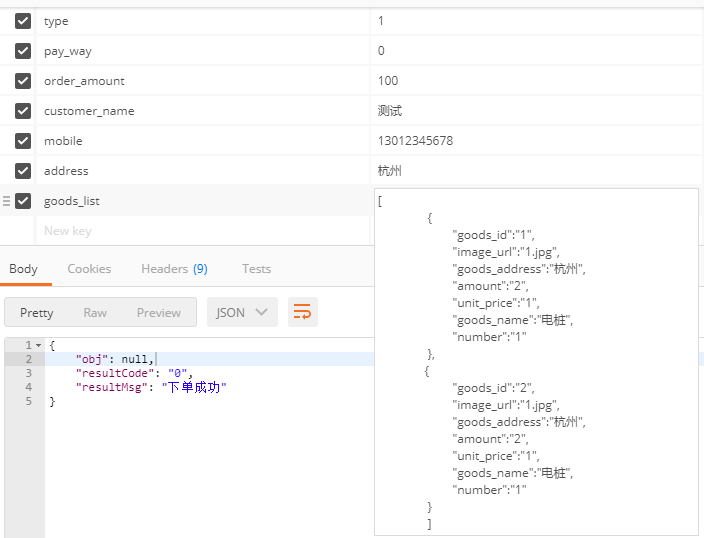 type 1
pay_way 0
order_amount 100
customer_name 测试
mobile 13012345678
address 杭州
goods_list
New key
[
{
"goods_id":"1",
"image_url":"1.jpg",
"goods_address":"杭州",
"amount":"2",
"unit_price":"1",
"goods_name":"电桩",
"number":"1"
},
{
"goods_id":"2",
"image_url":"1.jpg",
"goods_address":"杭州",
"amount":"2",
"unit_price":"1",
"goods_name":"电桩",
"number":"1"
}
]
Body Cookies Headers (9) Tests
Pretty Raw Preview JSON
1 {
2 "obj": null,
3 "resultCode": "0",
4 "resultMsg": "下单成功"
5 }